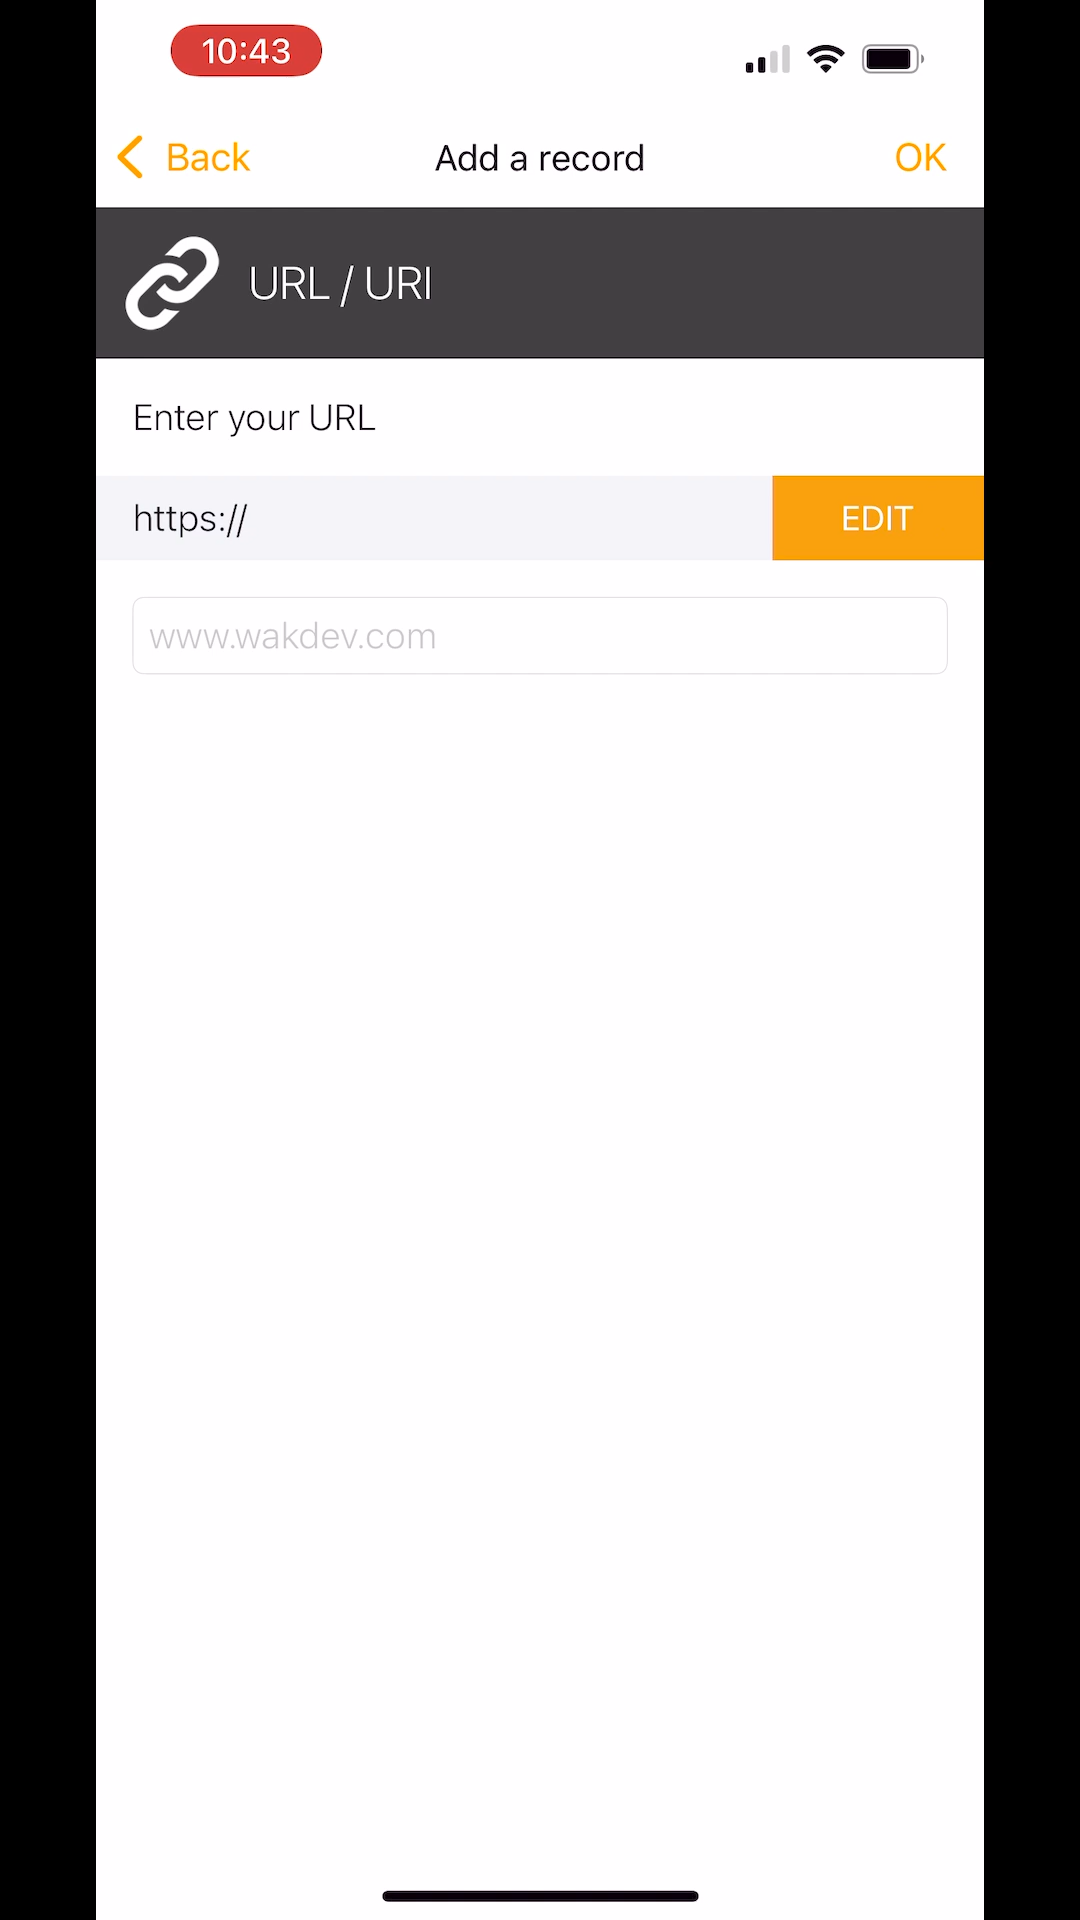 10:43
Back
Add a record
OK
URL / URI
Enter your URL
https://
EDIT
www.wakdev.com